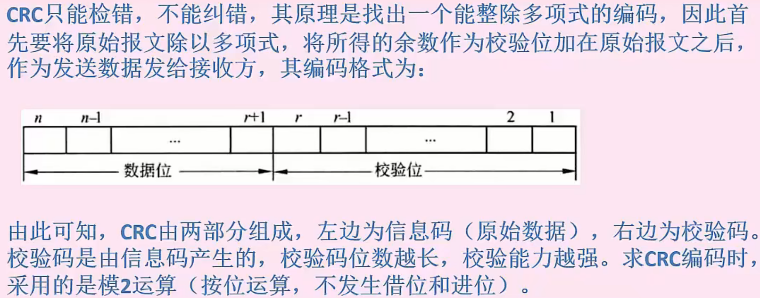 CRC只能检错，不能纠错，其原理是找出一个能整除多项式的编码，因此首
先要将原始报文除以多项式，将所得的余数作为校验位加在原始报文之后，
作为发送数据发给接收方，其编码格式为：
n n–1 r+1 r r–1 2 1
... ...
数据位 校验位
由此可知，CRC由两部分组成，左边为信息码（原始数据），右边为校验码。
校验码是由信息码产生的，校验码位数越长，校验能力越强。求CRC编码时，
采用的是模2运算（按位运算，不发生借位和进位）。